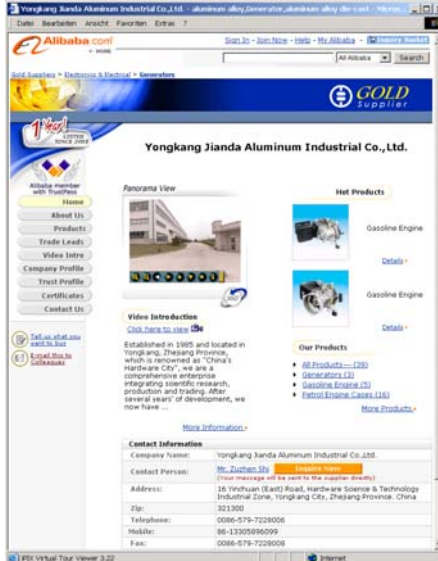 Yongkang Jianda Aluminum Industrial Co.,Ltd. - aluminum alloy,Generator,aluminum alloy die-cast - Micros...
Datei Bearbeiten Ansicht Favoriten Extras ?
Alibaba.com
HOME
Sign In - Join Now - Help - My Alibaba - Inquiry Basket
All Alibaba Search
Gold Suppliers > Electronics & Electrical > Generators
GOLD
Supplier
1st Year!
LISTED
SINCE 2005
Yongkang Jianda Aluminum Industrial Co.,Ltd.
Alibaba member
with TrustPass
Home
About Us
Products
Trade Leads
Video Intro
Company Profile
Trust Profile
Certificates
Contact Us
Tell us what you
want to buy
E-mail this to
Colleagues
Panorama View
360°
Video Introduction
Click here to view
Established in 1985 and located in
Yongkang, Zhejiang Province,
which is renowned as "China's
Hardware City", we are a
comprehensive enterprise
integrating scientific research,
production and trading. After
several years' of development, we
now have ...
More Information
Hot Products
Gasoline Engine
Details
Gasoline Engine
Details
Our Products
All Products---(29)
Generators (3)
Gasoline Engine (5)
Petrol Engine Cases (16)
More Products
Contact Information
Company Name: Yongkang Jianda Aluminum Industrial Co.,Ltd.
Contact Person: Mr. Zuzhen Shi Inquire Now
(Your message will be sent to the supplier directly)
Address: 16 Yinchuan (East) Road, Hardware Science & Technology
Industrial Zone, Yongkang City, Zhejiang Province. China
Zip: 321300
Telephone: 0086-579-7228006
Mobile: 86-13305896099
Fax: 0086-579-7228008
iPIX Virtual Tour Viewer 3.22 Internet